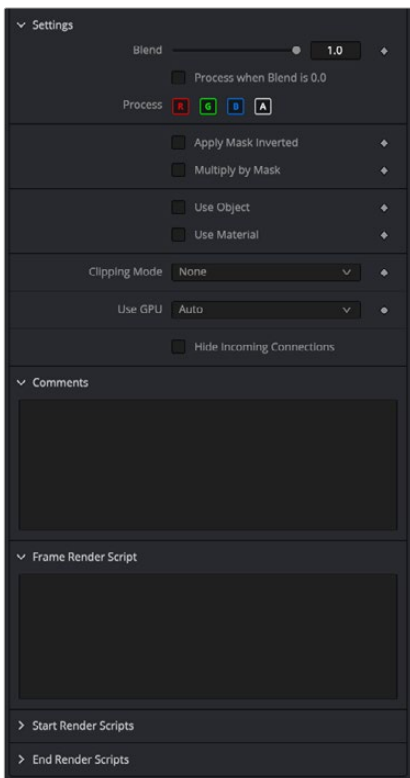 Settings
Blend 1.0
Process when Blend is 0.0
Process R G B A
Apply Mask Inverted
Multiply by Mask
Use Object
Use Material
Clipping Mode None
Use GPU Auto
Hide Incoming Connections
Comments
Frame Render Script
Start Render Scripts
End Render Scripts